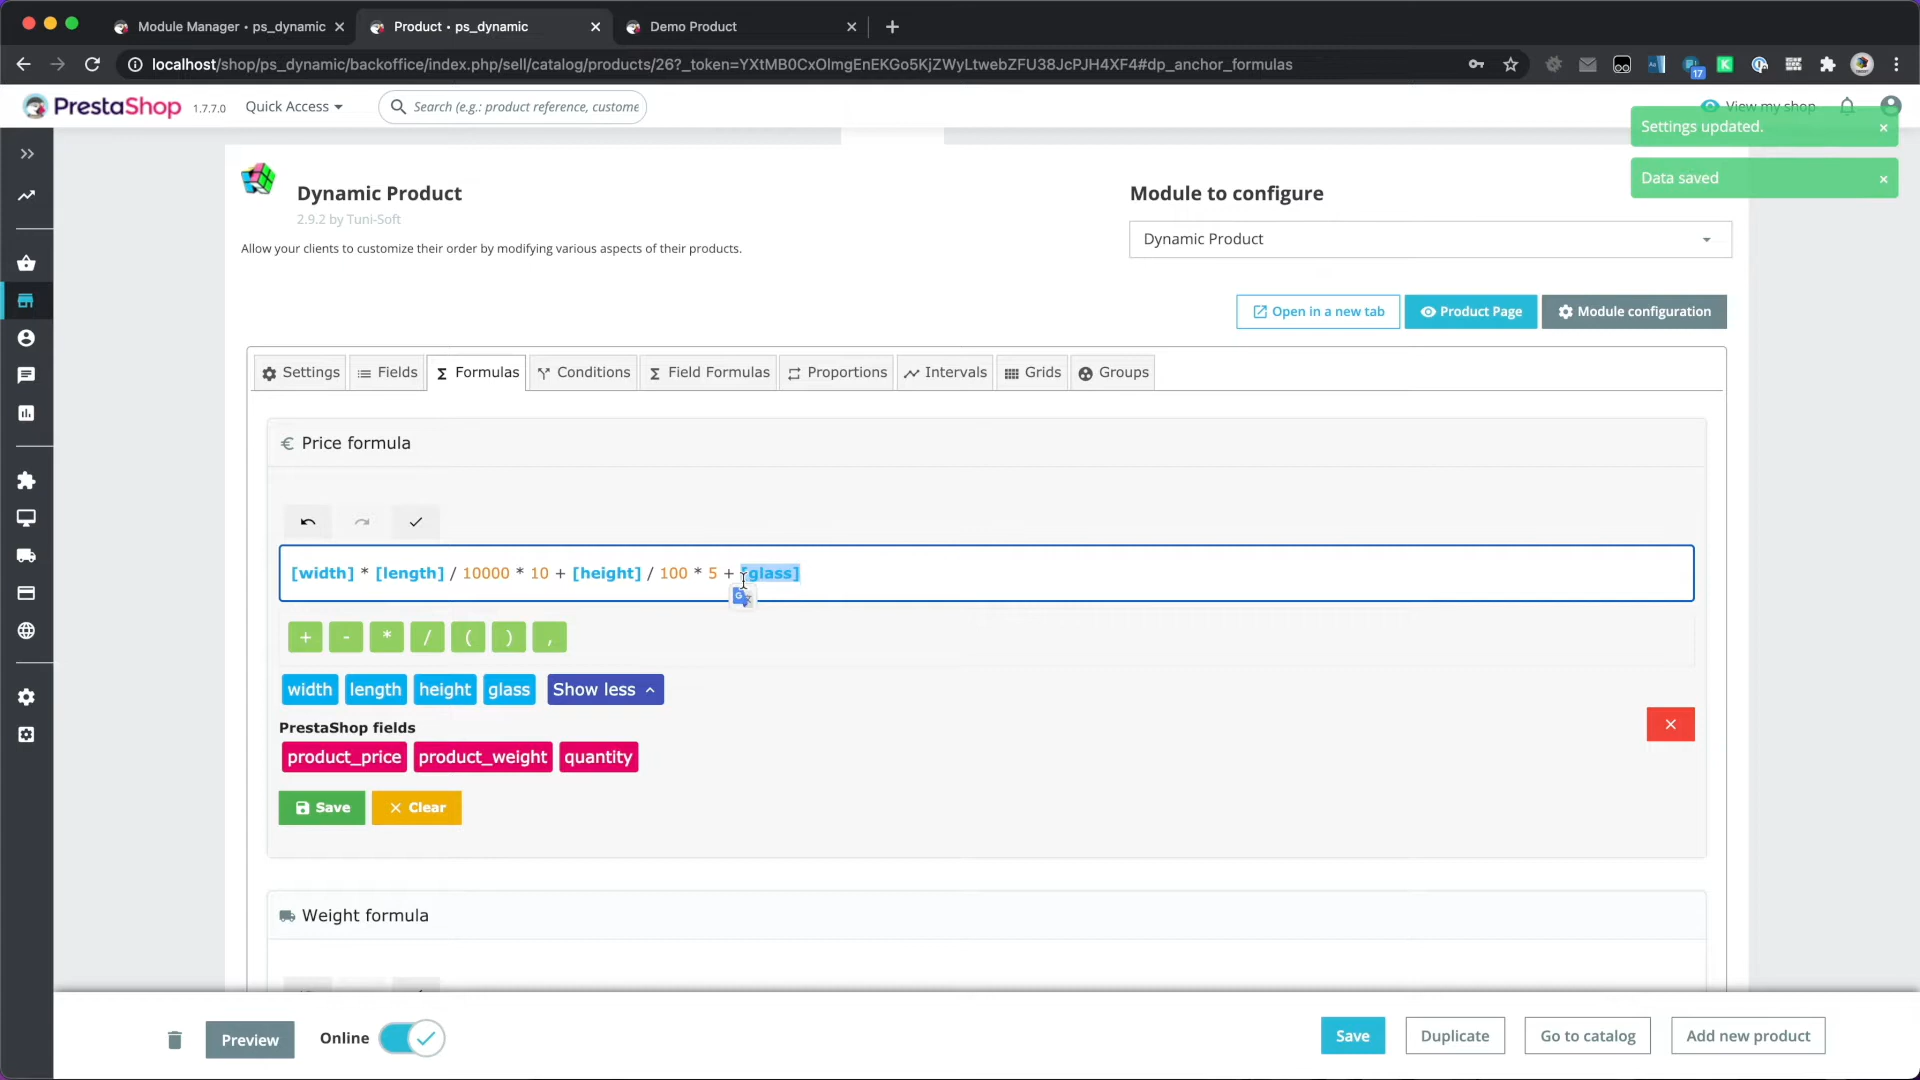 Module Manager • ps_dynamic
Product • ps_dynamic
Demo Product
localhost/shop/ps_dynamic/backoffice/index.php/sell/catalog/products/26?_token=YXtMB0CxOlmgEnEKGo5KjZWyLtwebZFU38JcPJH4XF4#dp_anchor_formulas
17
PrestaShop 1.7.7.0
Quick Access
Search (e.g.: product reference, custome
View my shop
Settings updated.
Data saved
Dynamic Product
2.9.2 by Tuni-Soft
Allow your clients to customize their order by modifying various aspects of their products.
Module to configure
Dynamic Product
Open in a new tab
Product Page
Module configuration
Settings
Fields
Formulas
Conditions
Field Formulas
Proportions
Intervals
Grids
Groups
€ Price formula
[width] * [length] / 10000 * 10 + [height] / 100 * 5 + [glass]
+ - * / ( ) ,
width length height glass Show less
PrestaShop fields
product_price product_weight quantity
Save
Clear
Weight formula
Preview
Online
Save
Duplicate
Go to catalog
Add new product